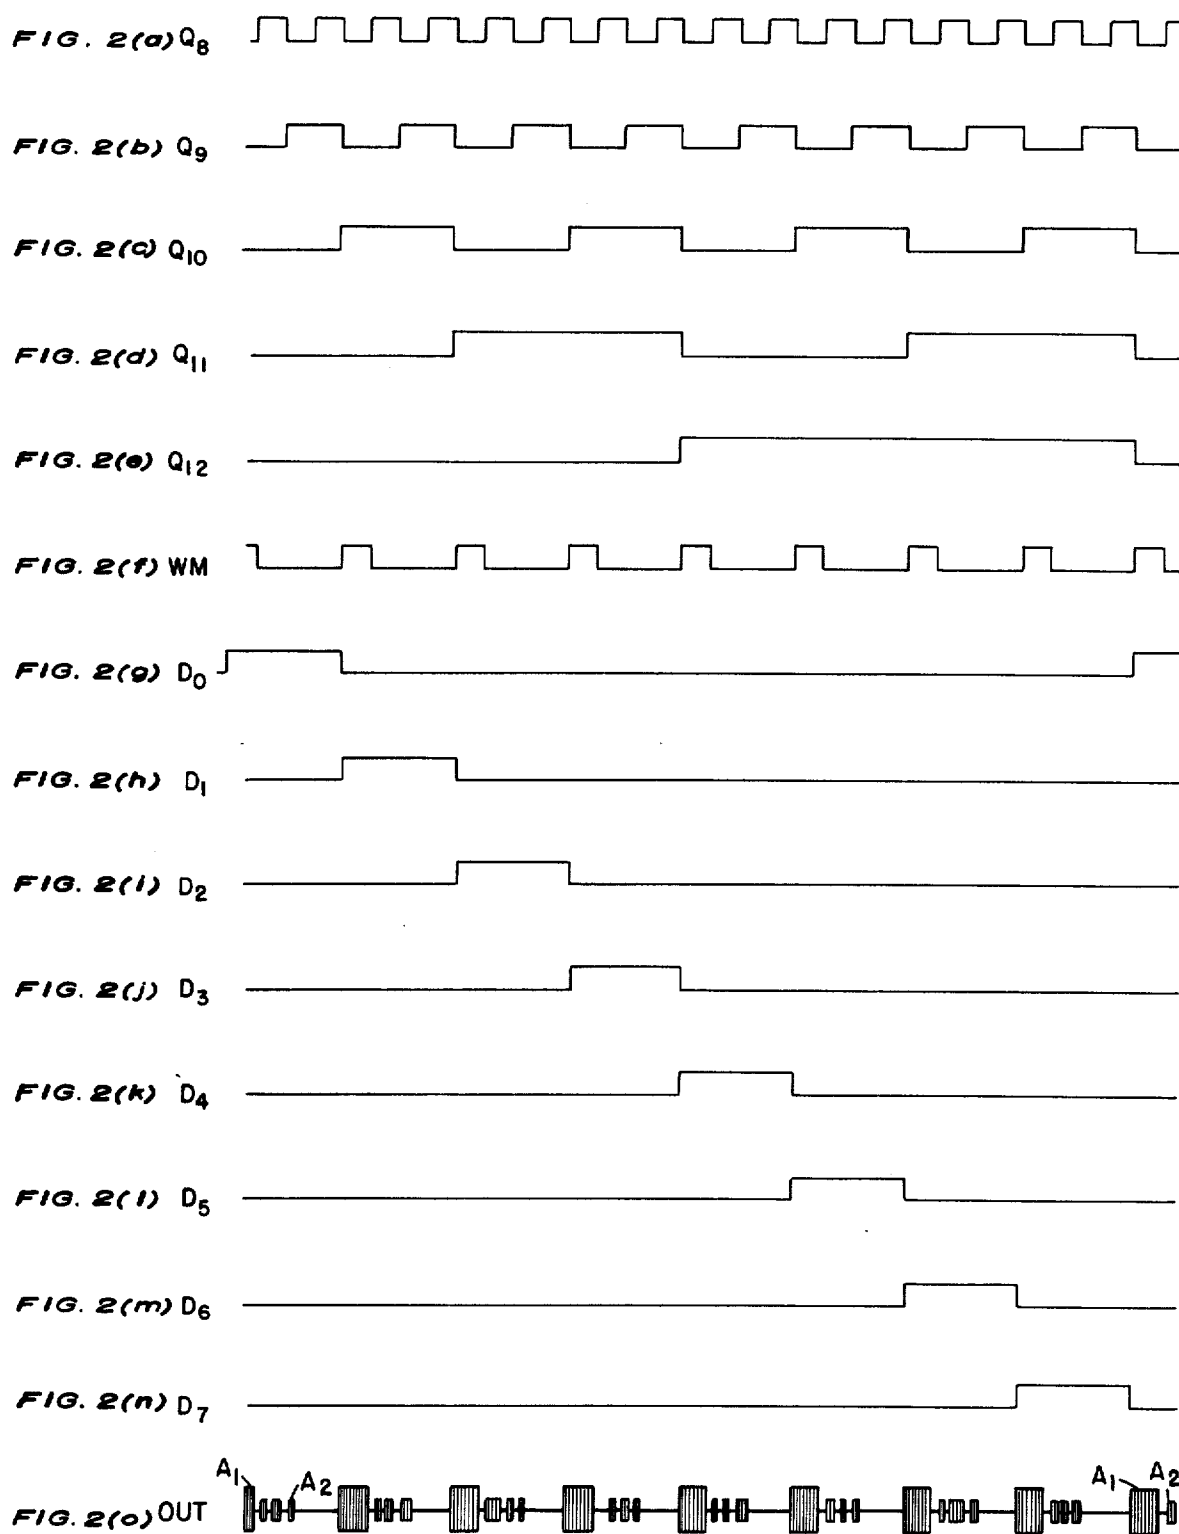 FIG. 2(a) Q8
FIG. 2(b) Q9
FIG. 2(c) Q10
FIG. 2(d) Q11
FIG. 2(e) Q12
FIG. 2(f) WM
FIG. 2(g) D0
FIG. 2(h) D1
FIG. 2(i) D2
FIG. 2(j) D3
FIG. 2(k) D4
FIG. 2(l) D5
FIG. 2(m) D6
FIG. 2(n) D7
A1 A2 A1 A2
FIG. 2(o) OUT